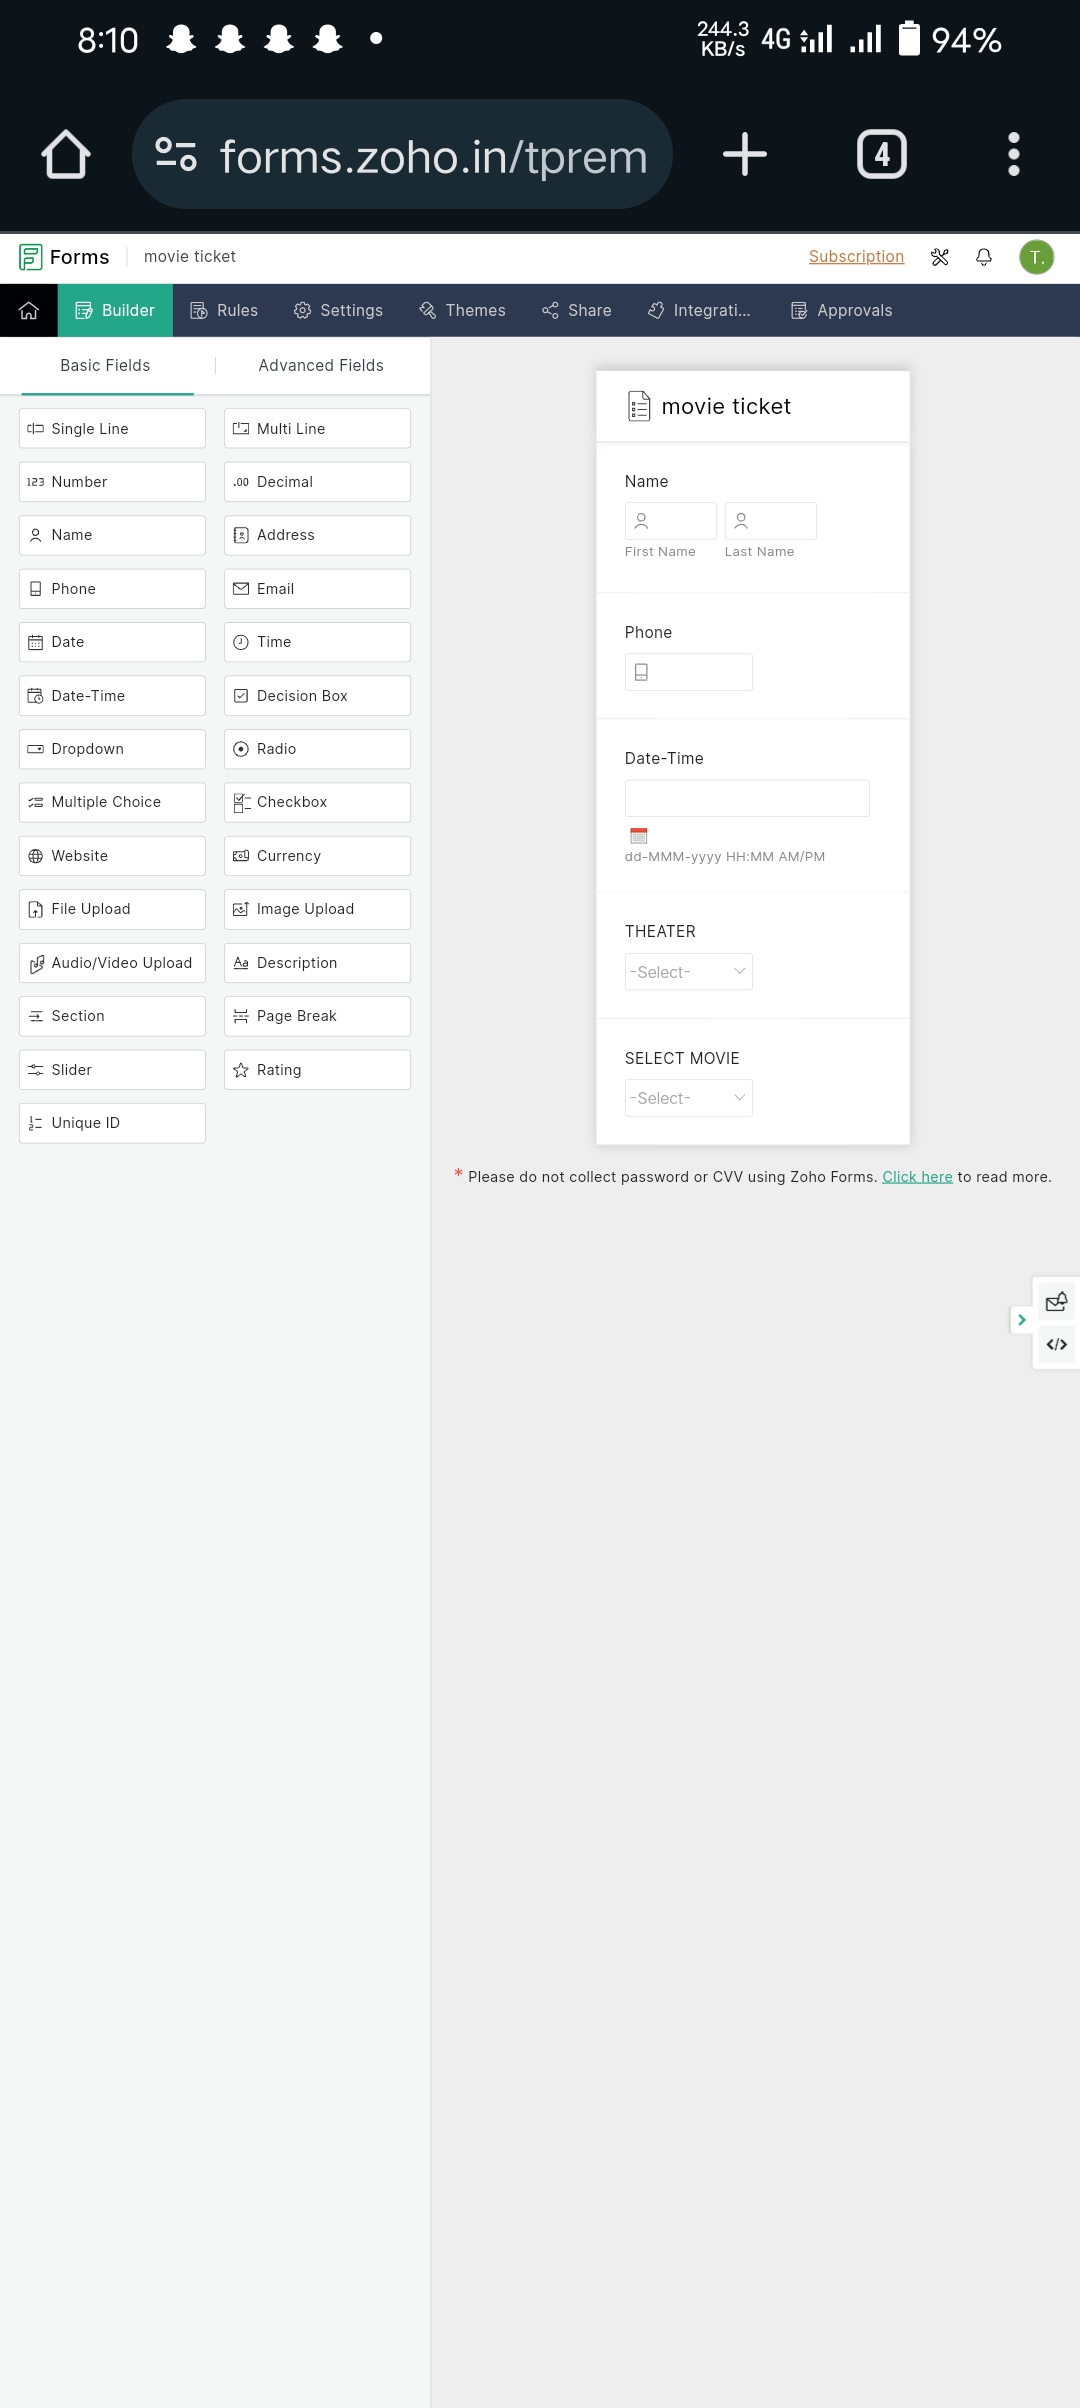 8:10
244.3 KB/s 4G 94%
forms.zoho.in/tprem
4
Forms movie ticket
Subscription
T.
Builder Rules Settings Themes Share Integrati... Approvals
Basic Fields Advanced Fields
Single Line Multi Line
123 Number .00 Decimal
Name Address
Phone Email
Date Time
Date-Time Decision Box
Dropdown Radio
Multiple Choice Checkbox
Website Currency
File Upload Image Upload
Audio/Video Upload Aa Description
Section Page Break
Slider Rating
Unique ID
movie ticket
Name
First Name Last Name
Phone
Date-Time
dd-MMM-yyyy HH:MM AM/PM
THEATER
-Select-
SELECT MOVIE
-Select-
* Please do not collect password or CVV using Zoho Forms. Click here to read more.